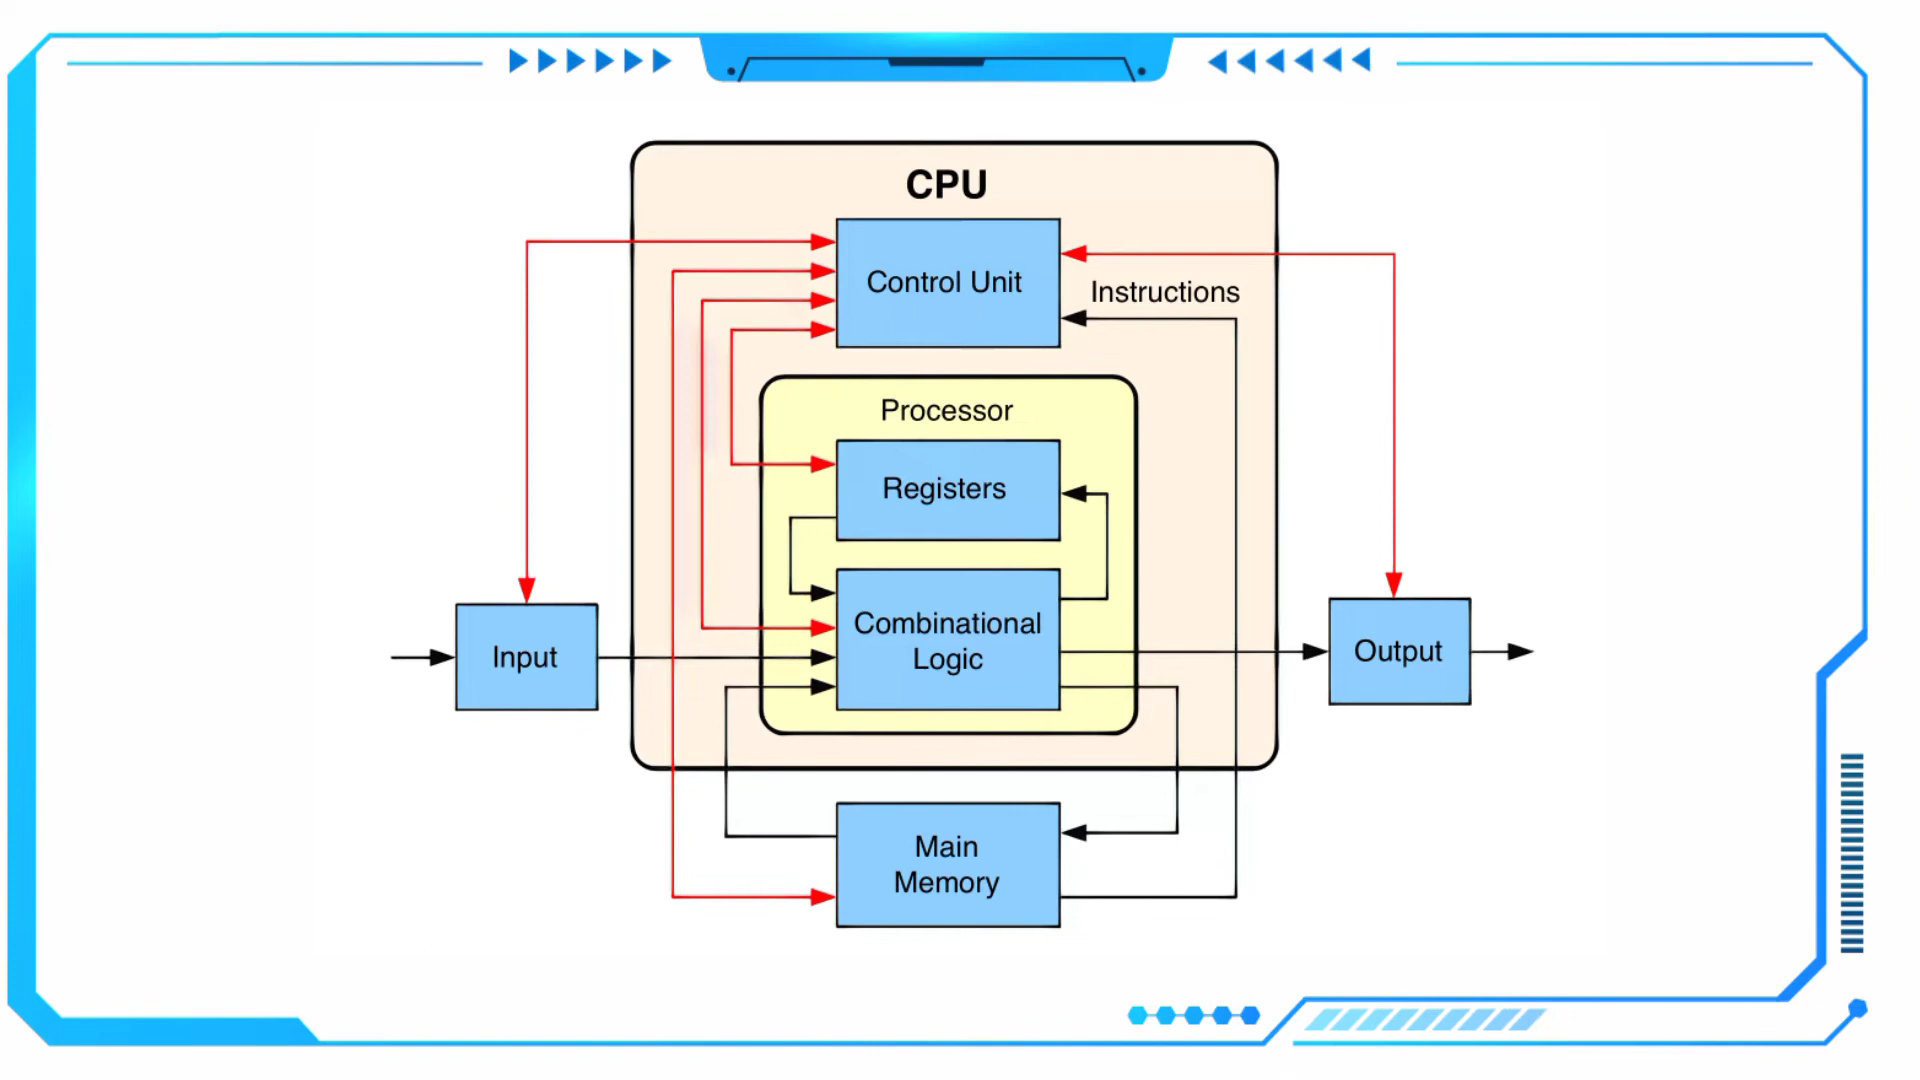 CPU
Control Unit
Instructions
Processor
Registers
Combinational
Logic
Input
Output
Main
Memory